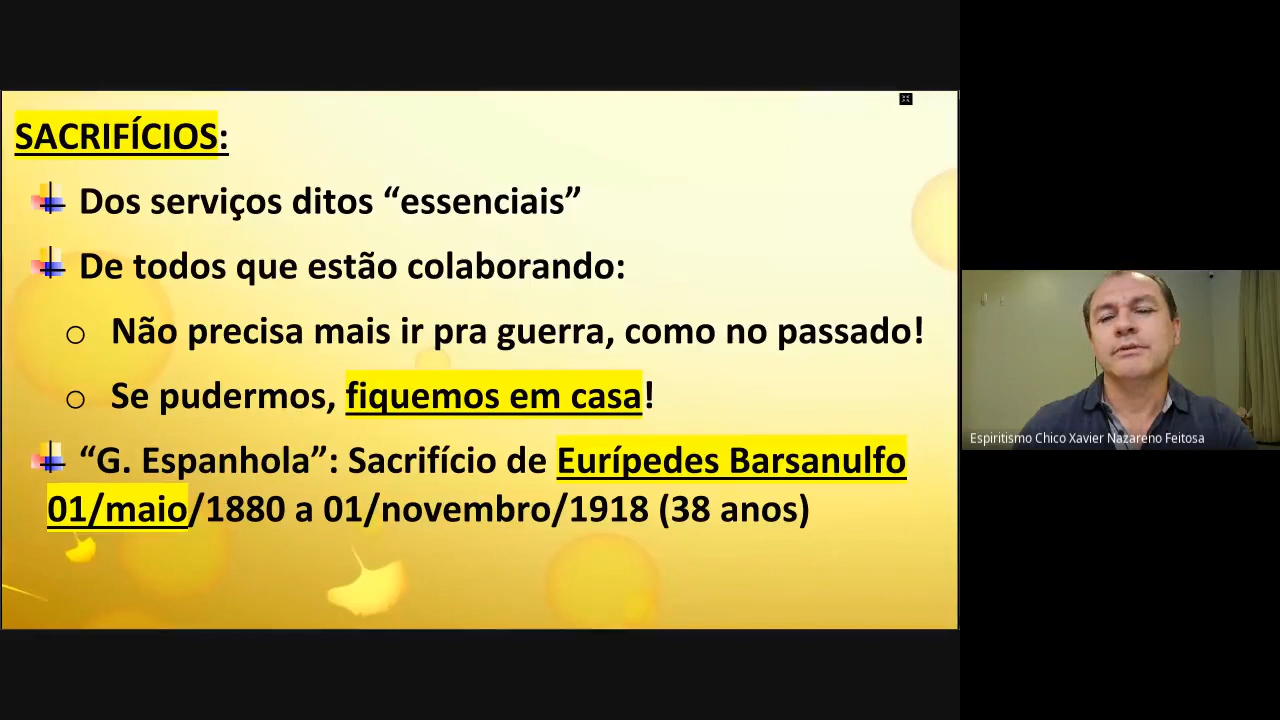 SACRIFÍCIOS:
Dos serviços ditos “essenciais”
De todos que estão colaborando:
o Não precisa mais ir pra guerra, como no passado!
o Se pudermos, fiquemos em casa!
“G. Espanhola”: Sacrifício de Eurípedes Barsanulfo
01/maio/1880 a 01/novembro/1918 (38 anos)
Espiritismo Chico Xavier Nazareno Feitosa